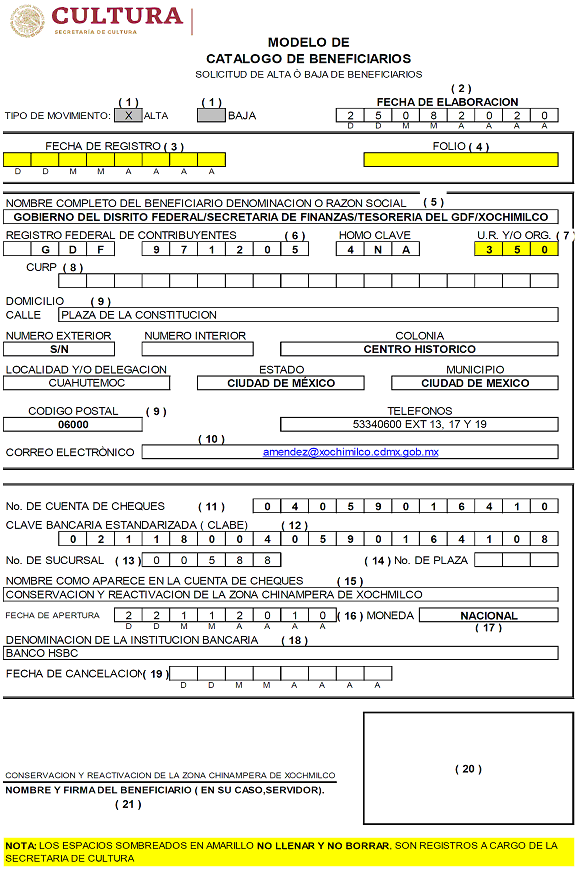 CULTURA
SECRETARÍA DE CULTURA
MODELO DE
CATALOGO DE BENEFICIARIOS
SOLICITUD DE ALTA Ò BAJA DE BENEFICIARIOS
( 2 )
( 1 ) ( 1 ) FECHA DE ELABORACION
TIPO DE MOVIMIENTO: X ALTA BAJA 2 5 0 8 2 0 2 0
D D M M A A A A
FECHA DE REGISTRO ( 3 ) FOLIO ( 4 )
D D M M A A A A
NOMBRE COMPLETO DEL BENEFICIARIO DENOMINACION O RAZON SOCIAL ( 5 )
GOBIERNO DEL DISRITO FEDERAL/SECRETARIA DE FINANZAS/TESORERIA DEL GDF/XOCHIMILCO
REGISTRO FEDERAL DE CONTRIBUYENTES ( 6 ) HOMO CLAVE U.R. Y/O ORG. ( 7
G D F 9 7 1 2 0 5 4 N A 3 5 0
CURP ( 8 )
DOMICILIO ( 9 )
CALLE PLAZA DE LA CONSTITUCION
NUMERO EXTERIOR NUMERO INTERIOR COLONIA
S/N CENTRO HISTORICO
LOCALIDAD Y/O DELEGACION ESTADO MUNICIPIO
CUAHUTEMOC CIUDAD DE MÉXICO CIUDAD DE MEXICO
CODIGO POSTAL ( 9 ) TELEFONOS
06000 53340600 EXT 13, 17 Y 19
( 10 )
CORREO ELECTRÒNICO amendez@xochimilco.cdmx.gob.mx
No. DE CUENTA DE CHEQUES ( 11 ) 0 4 0 5 9 0 1 6 4 1 0
CLAVE BANCARIA ESTANDARIZADA ( CLABE) ( 12 )
0 2 1 1 8 0 0 4 0 5 9 0 1 6 4 1 0 8
No. DE SUCURSAL ( 13 ) 0 0 5 8 8 ( 14 ) No. DE PLAZA
NOMBRE COMO APARECE EN LA CUENTA DE CHEQUES ( 15 )
CONSERVACION Y REACTIVACION DE LA ZONA CHINAMPERA DE XOCHMILCO
FECHA DE APERTURA 2 2 1 1 2 0 1 0 ( 16 ) MONEDA NACIONAL
D D M M A A A A ( 17 )
DENOMINACION DE LA INSTITUCION BANCARIA ( 18 )
BANCO HSBC
FECHA DE CANCELACION ( 19 )
D D M M A A A A
( 20 )
CONSERVACION Y REACTIVACION DE LA ZONA CHINAMPERA DE XOCHMILCO
NOMBRE Y FIRMA DEL BENEFICIARIO ( EN SU CASO,SERVIDOR).
( 21 )
NOTA: LOS ESPACIOS SOMBREADOS EN AMARILLO NO LLENAR Y NO BORRAR. SON REGISTROS A CARGO DE LA
SECRETARIA DE CULTURA